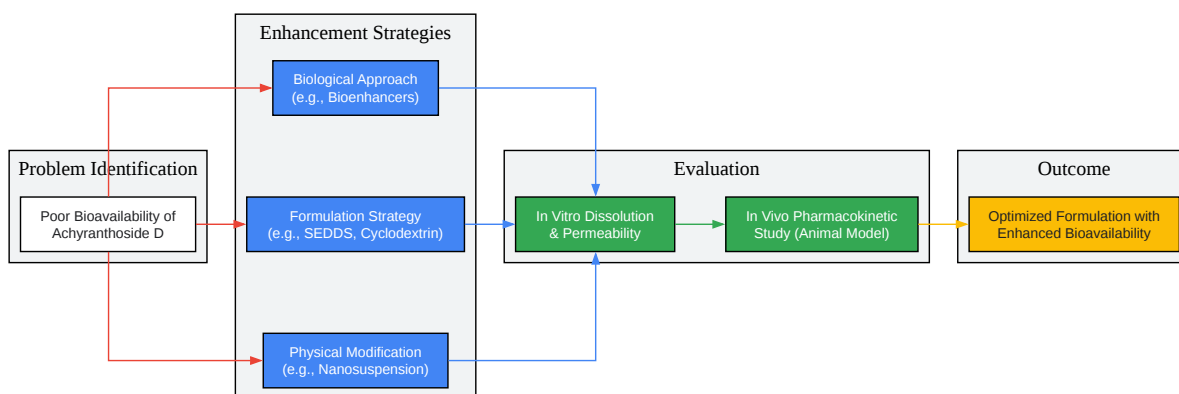 Enhancement Strategies
Biological Approach
(e.g., Bioenhancers)
Problem Identification
Poor Bioavailability of
Achyranthoside D
Formulation Strategy
(e.g., SEDDS, Cyclodextrin)
Physical Modification
(e.g., Nanosuspension)
Evaluation
In Vitro Dissolution
& Permeability
In Vivo Pharmacokinetic
Study (Animal Model)
Outcome
Optimized Formulation with
Enhanced Bioavailability